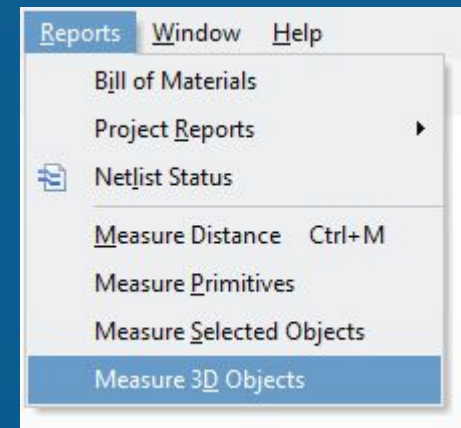 Reports Window Help
Bill of Materials
Project Reports
Netlist Status
Measure Distance Ctrl+M
Measure Primitives
Measure Selected Objects
Measure 3D Objects